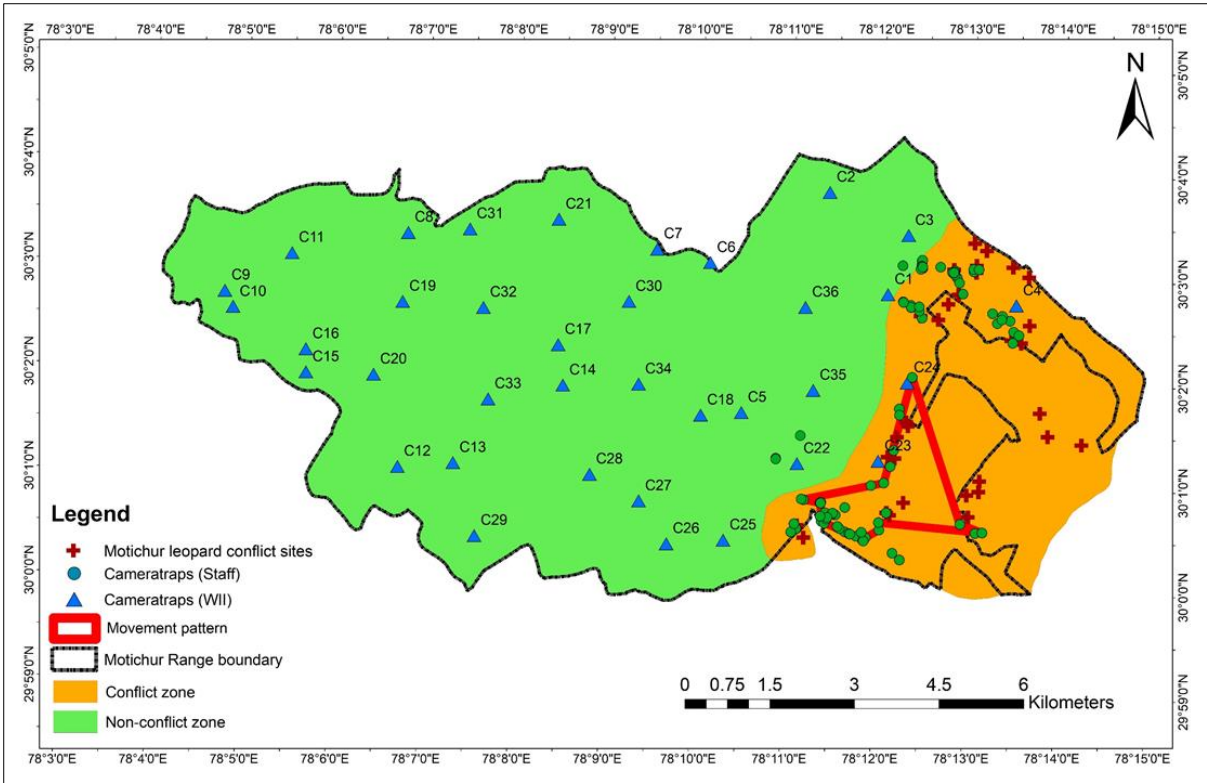 78°3'0"E 78°4'0"E 78°5'0"E 78°6'0"E 78°7'0"E 78°8'0"E 78°9'0"E 78°10'0"E 78°11'0"E 78°12'0"E 78°13'0"E 78°14'0"E 78°15'0"E
30°5'0"N
30°4'0"N
30°3'0"N
30°2'0"N
30°1'0"N
30°0'0"N
29°59'0"N
30°5'0"N
30°4'0"N
30°3'0"N
30°2'0"N
30°1'0"N
30°0'0"N
29°59'0"N
N
C2
C21
C31
C8
C3
C11
C7
C6
C9
C10
C19
C32
C30
C36
C1
C4
C16
C17
C15
C20
C14
C34
C24
C33
C35
C18
C5
C12
C13
C22
C23
C28
C27
C29
C26
C25
Legend
Motichur leopard conflict sites
Cameratraps (Staff)
Cameratraps (WII)
Movement pattern
Motichur Range boundary
Conflict zone
Non-conflict zone
0 0.75 1.5 3 4.5 6
Kilometers
78°3'0"E 78°4'0"E 78°5'0"E 78°6'0"E 78°7'0"E 78°8'0"E 78°9'0"E 78°10'0"E 78°11'0"E 78°12'0"E 78°13'0"E 78°14'0"E